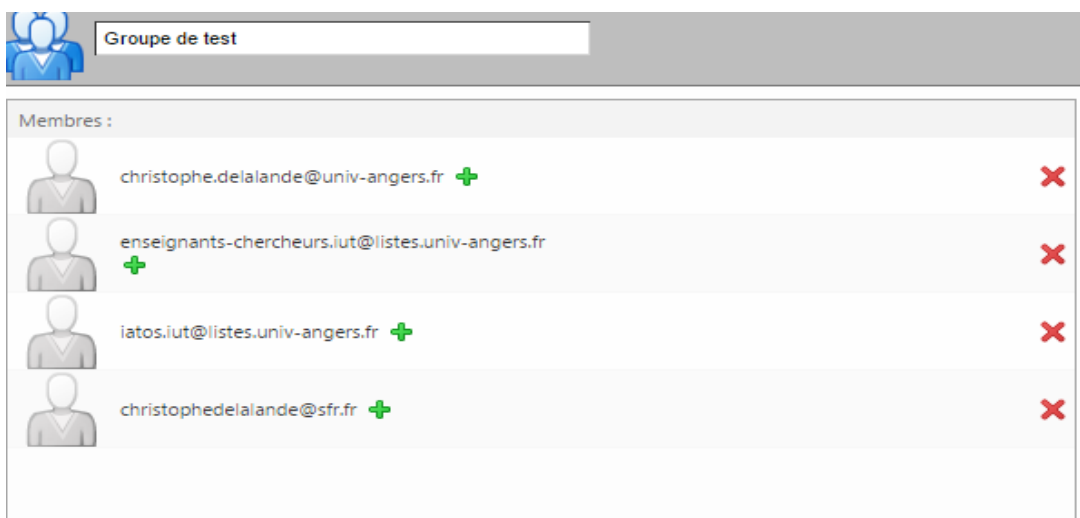 Groupe de test
Membres :
christophe.delalande@univ-angers.fr
enseignants-chercheurs.iut@listes.univ-angers.fr
iatos.iut@listes.univ-angers.fr
christophedelalande@sfr.fr